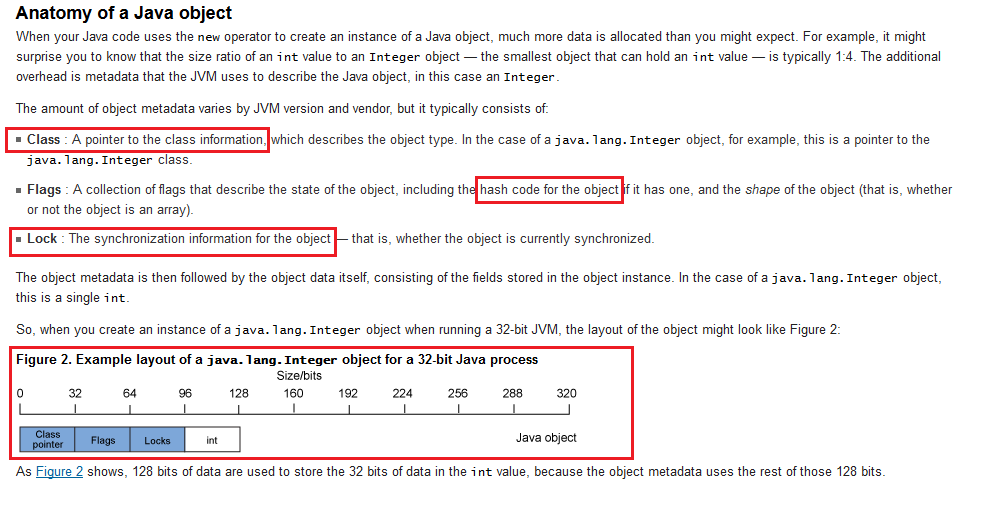 Anatomy of a Java object
When your Java code uses the new operator to create an instance of a Java object, much more data is allocated than you might expect. For example, it might
surprise you to know that the size ratio of an int value to an Integer object — the smallest object that can hold an int value — is typically 1:4. The additional
overhead is metadata that the JVM uses to describe the Java object, in this case an Integer.
The amount of object metadata varies by JVM version and vendor, but it typically consists of:
Class : A pointer to the class information, which describes the object type. In the case of a java.lang.Integer object, for example, this is a pointer to the
java.lang.Integer class.
Flags : A collection of flags that describe the state of the object, including the hash code for the object if it has one, and the shape of the object (that is, whether
or not the object is an array).
Lock : The synchronization information for the object — that is, whether the object is currently synchronized.
The object metadata is then followed by the object data itself, consisting of the fields stored in the object instance. In the case of a java.lang.Integer object,
this is a single int.
So, when you create an instance of a java.lang.Integer object when running a 32-bit JVM, the layout of the object might look like Figure 2:
Figure 2. Example layout of a java.lang.Integer object for a 32-bit Java process
Size/bits
0 32 64 96 128 160 192 224 256 288 320
Class pointer Flags Locks int Java object
As Figure 2 shows, 128 bits of data are used to store the 32 bits of data in the int value, because the object metadata uses the rest of those 128 bits.